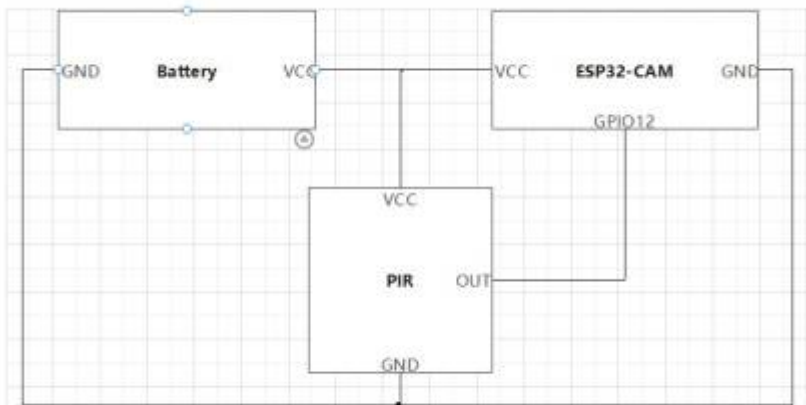 GND Battery VCC
VCC ESP32-CAM GND
GPIO12
VCC
PIR OUT
GND